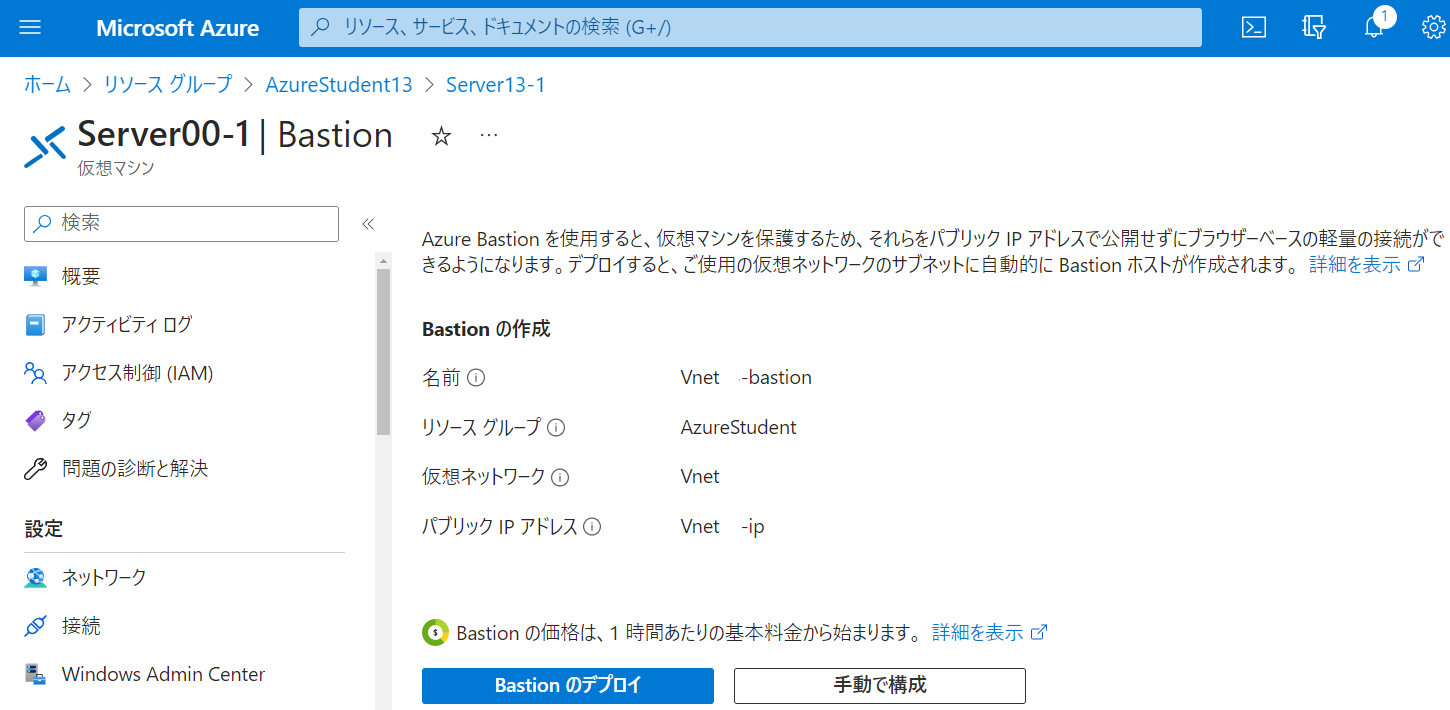 Microsoft Azure
リソース、サービス、ドキュメントの検索 (G+/)
1
ホーム > リソース グループ > AzureStudent13 > Server13-1
Server00-1 | Bastion
仮想マシン
検索
概要
アクティビティ ログ
アクセス制御 (IAM)
タグ
問題の診断と解決
設定
ネットワーク
接続
Windows Admin Center
Azure Bastion を使用すると、仮想マシンを保護するため、それらをパブリック IP アドレスで公開せずにブラウザーベースの軽量の接続がで
きるようになります。デプロイすると、ご使用の仮想ネットワークのサブネットに自動的に Bastion ホストが作成されます。 詳細を表示
Bastion の作成
名前 Vnet -bastion
リソース グループ AzureStudent
仮想ネットワーク Vnet
パブリック IP アドレス Vnet -ip
Bastion の価格は、1 時間あたりの基本料金から始まります。 詳細を表示
Bastion のデプロイ
手動で構成